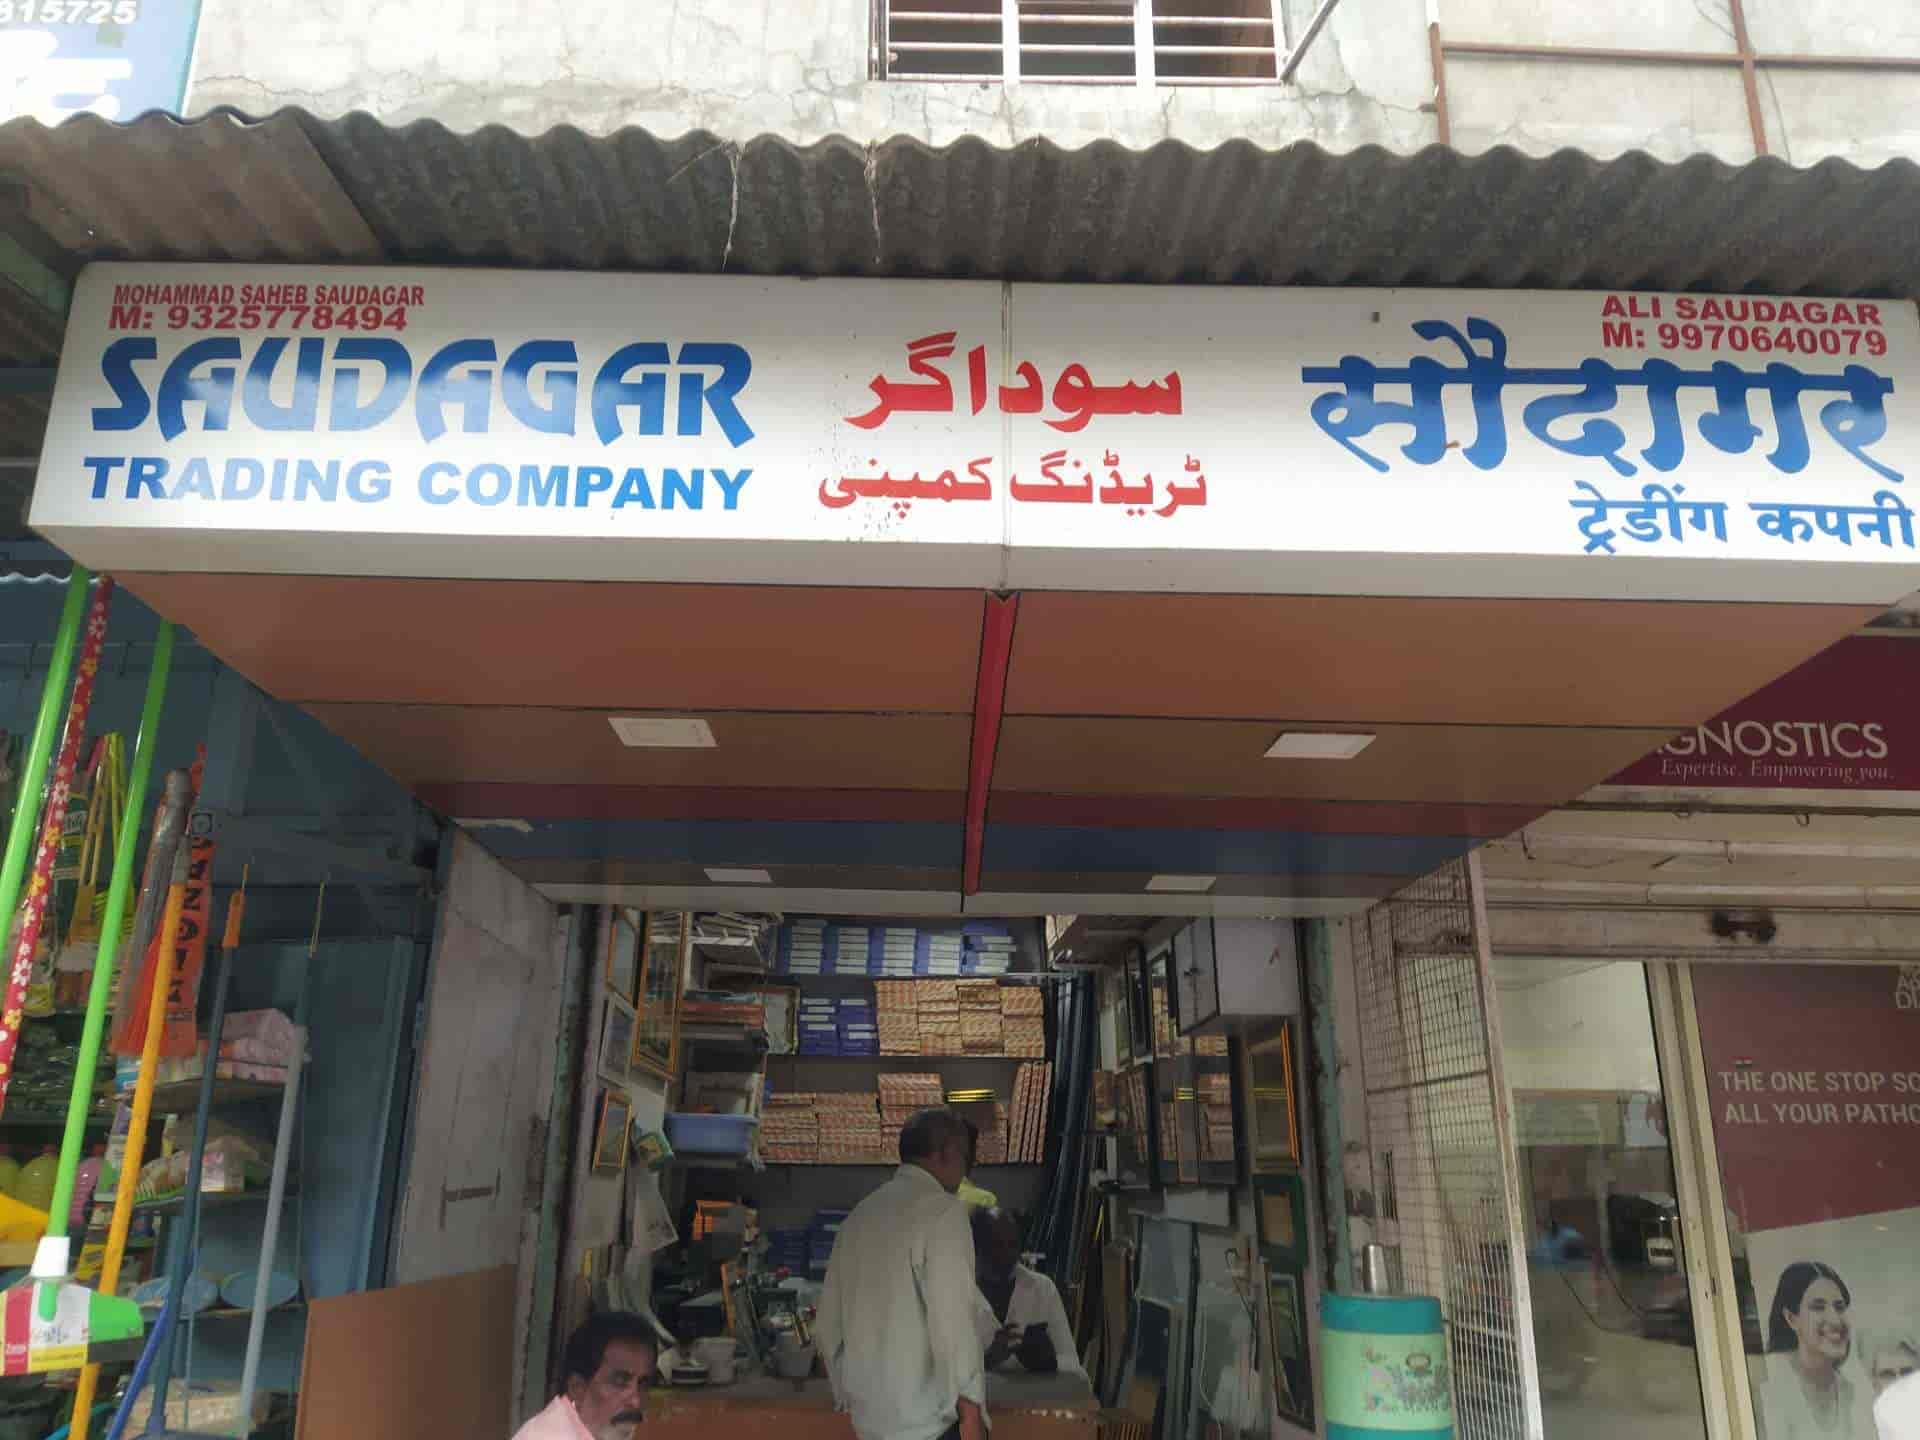 815725
MOHAMMAD SAHEB SAUDAGAR
M: 9325778494
SAUDAGAR
TRADING COMPANY
سوداگر
ٹریڈنگ کمپنی
ALI SAUDAGAR
M: 9970640079
सौदागर
ट्रेडींग कपनी
GNOSTICS
Expertise. Empowering you.
THE ONE STOP SO
ALL YOUR PATHO